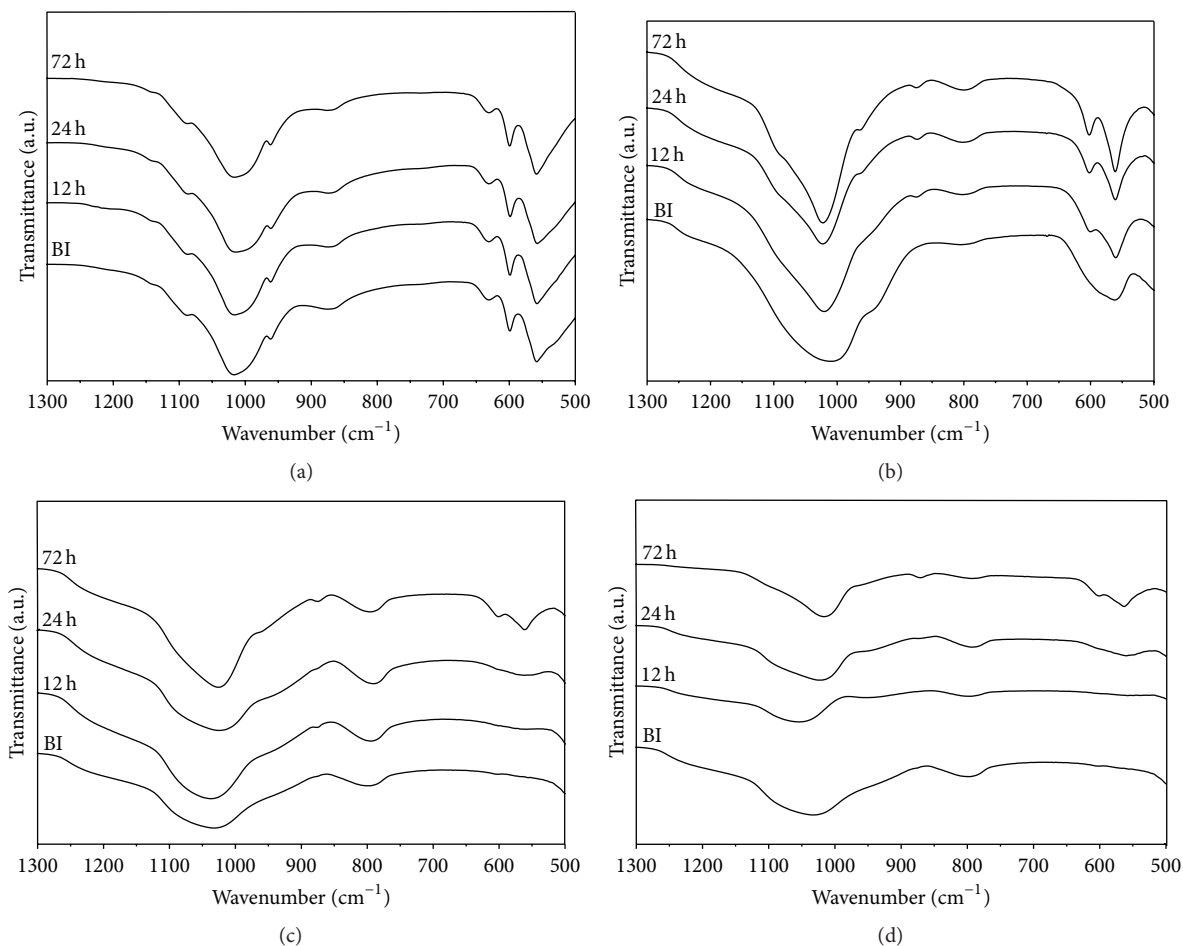 72 h
24 h
12 h
BI
Transmittance (a.u.)
1300 1200 1100 1000 900 800 700 600 500
Wavenumber (cm⁻¹)
(a)
72 h
24 h
12 h
BI
Transmittance (a.u.)
1300 1200 1100 1000 900 800 700 600 500
Wavenumber (cm⁻¹)
(b)
72 h
24 h
12 h
BI
Transmittance (a.u.)
1300 1200 1100 1000 900 800 700 600 500
Wavenumber (cm⁻¹)
(c)
72 h
24 h
12 h
BI
Transmittance (a.u.)
1300 1200 1100 1000 900 800 700 600 500
Wavenumber (cm⁻¹)
(d)